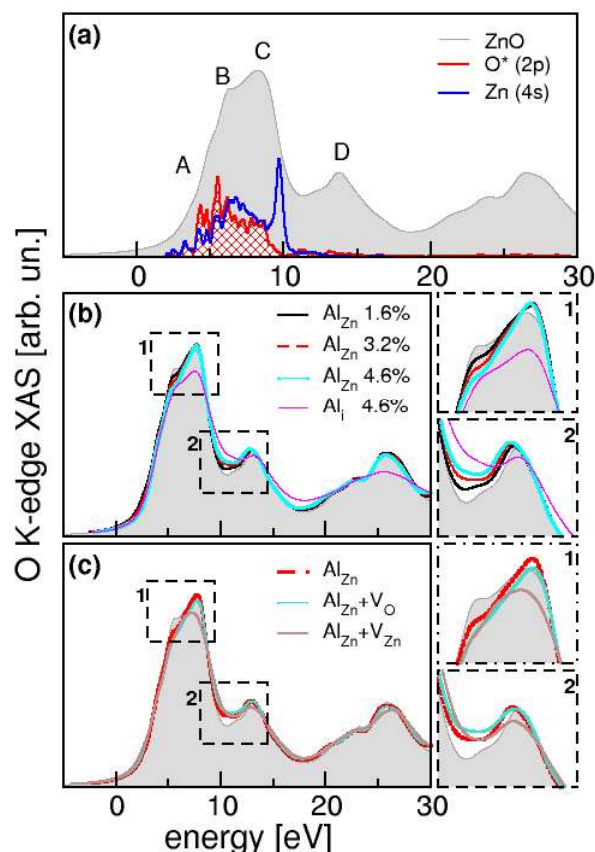 (a)
C
B
A
D
ZnO
O* (2p)
Zn (4s)
0 10 20 30
O K-edge XAS [arb. un.]
(b)
1
2
Al_Zn 1.6%
Al_Zn 3.2%
Al_Zn 4.6%
Al_i 4.6%
1
2
(c)
1
2
Al_Zn
Al_Zn+V_O
Al_Zn+V_Zn
1
2
0 10 20 30
energy [eV]